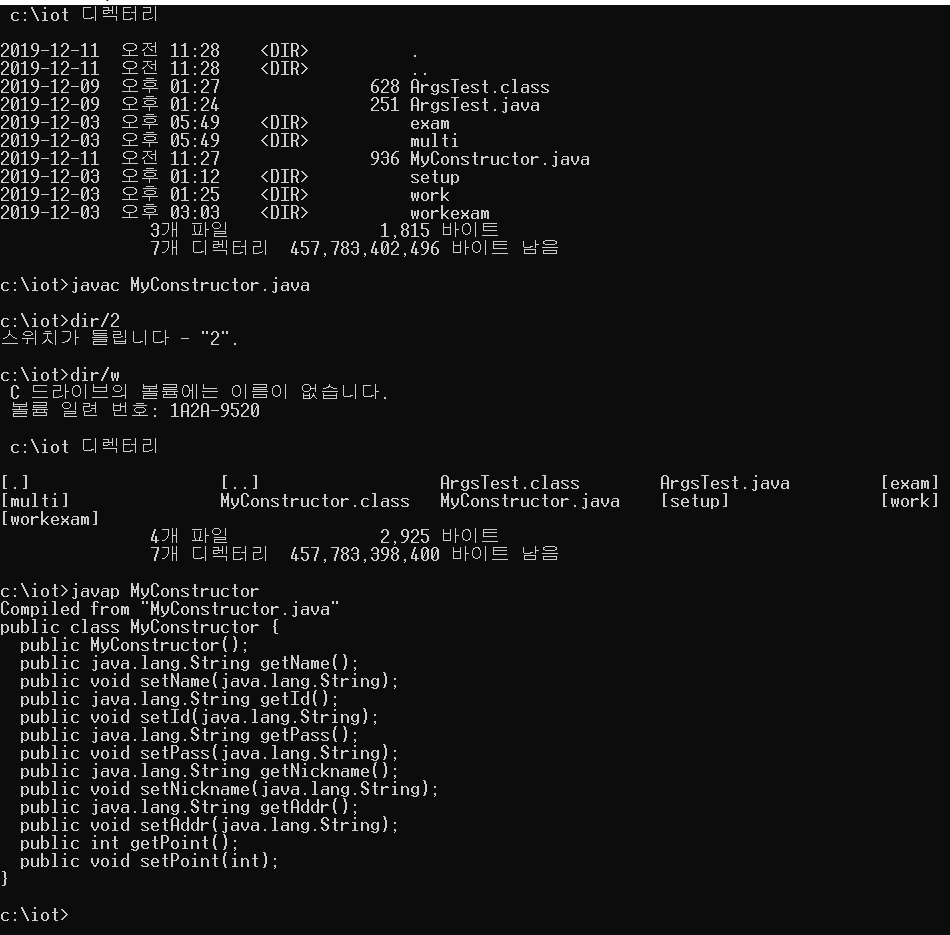 c:\iot 디렉터리
2019-12-11  오전 11:28    <DIR>          .
2019-12-11  오전 11:28    <DIR>          ..
2019-12-09  오후 01:27               628 ArgsTest.class
2019-12-09  오후 01:24               251 ArgsTest.java
2019-12-03  오후 05:49    <DIR>          exam
2019-12-03  오후 05:49    <DIR>          multi
2019-12-11  오전 11:27               936 MyConstructor.java
2019-12-03  오후 01:12    <DIR>          setup
2019-12-03  오후 01:25    <DIR>          work
2019-12-03  오후 03:03    <DIR>          workexam
3개 파일               1,815 바이트
7개 디렉터리  457,783,402,496 바이트 남음
c:\iot>javac MyConstructor.java
c:\iot>dir/2
스위치가 틀립니다 - "2".
c:\iot>dir/w
C 드라이브의 볼륨에는 이름이 없습니다.
볼륨 일련 번호: 1A2A-9520
c:\iot 디렉터리
[.]                   [..]                  ArgsTest.class        ArgsTest.java         [exam]
[multi]               MyConstructor.class   MyConstructor.java    [setup]               [work]
[workexam]
4개 파일               2,925 바이트
7개 디렉터리  457,783,398,400 바이트 남음
c:\iot>javap MyConstructor
Compiled from "MyConstructor.java"
public class MyConstructor {
  public MyConstructor();
  public java.lang.String getName();
  public void setName(java.lang.String);
  public java.lang.String getId();
  public void setId(java.lang.String);
  public java.lang.String getPass();
  public void setPass(java.lang.String);
  public java.lang.String getNickname();
  public void setNickname(java.lang.String);
  public java.lang.String getAddr();
  public void setAddr(java.lang.String);
  public int getPoint();
  public void setPoint(int);
}
c:\iot>